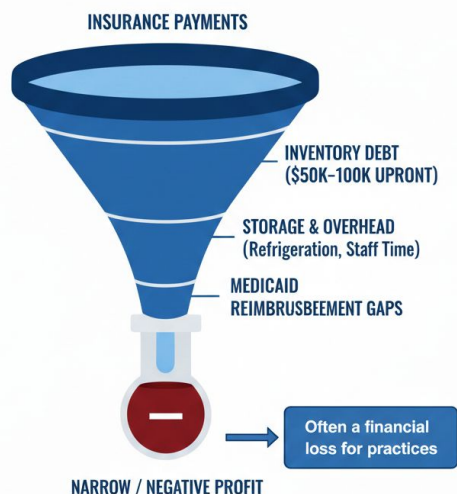 INSURANCE PAYMENTS
INVENTORY DEBT
($50K–100K UPRONT)
STORAGE & OVERHEAD
(Refrigeration, Staff Time)
MEDICAID
REIMBRUSBEEMENT GAPS
Often a financial
loss for practices
NARROW / NEGATIVE PROFIT